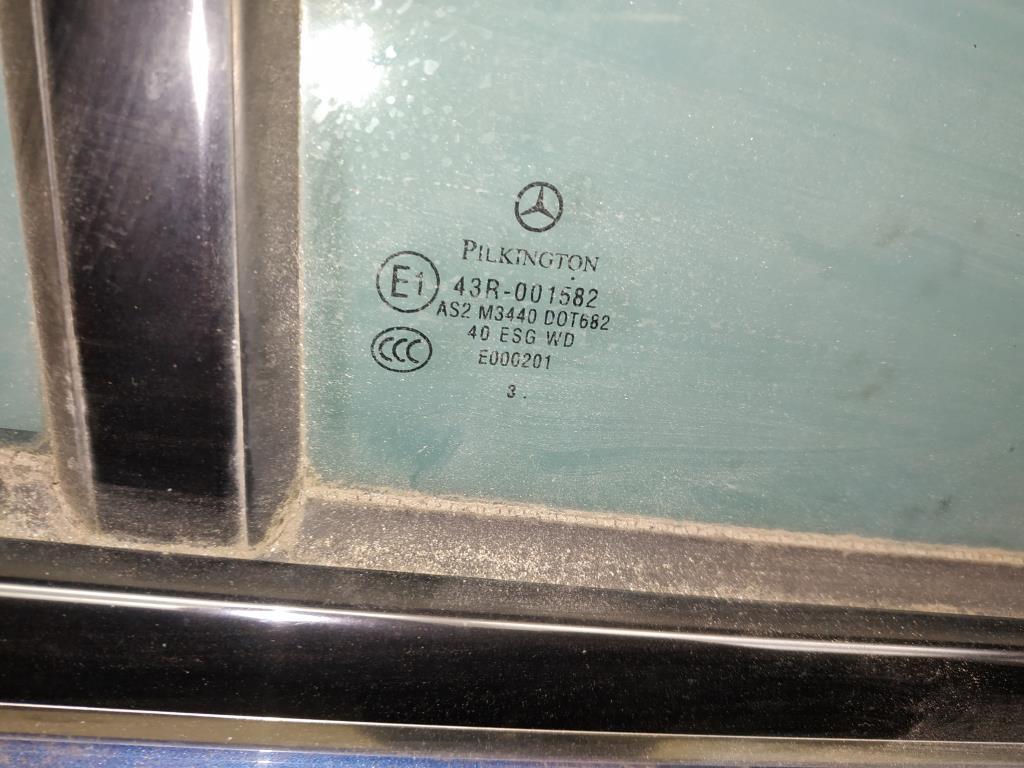 PILKINGTON
E1 43R-001582
AS2 M3440 DOT682
CCC 40 ESG WD
E000201
3 .